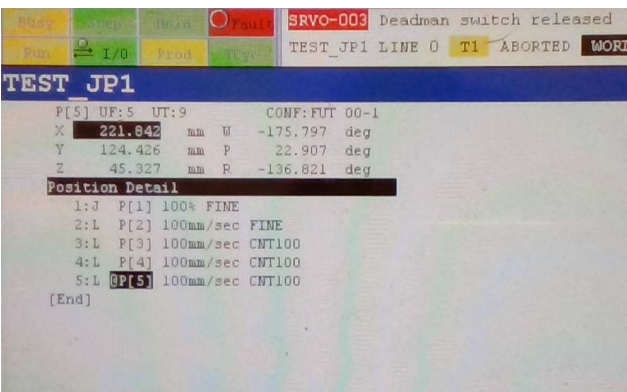 Busy Step Hold Fault SRVO-003 Deadman switch released
Run I/O Prod TCyc TEST_JP1 LINE 0 T1 ABORTED WORL
TEST_JP1
P[5] UF:5 UT:9 CONF:FUT 00-1
X 221.842 mm W -175.797 deg
Y 124.426 mm P 22.907 deg
Z 45.327 mm R -136.821 deg
Position Detail
1:J P[1] 100% FINE
2:L P[2] 100mm/sec FINE
3:L P[3] 100mm/sec CNT100
4:L P[4] 100mm/sec CNT100
5:L @P[5] 100mm/sec CNT100
[End]